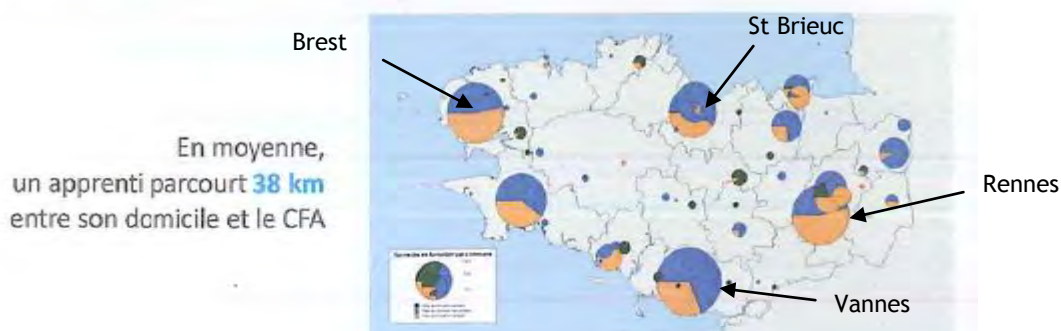 Brest
St Brieuc
En moyenne,
un apprenti parcourt 38 km
entre son domicile et le CFA
Rennes
Vannes